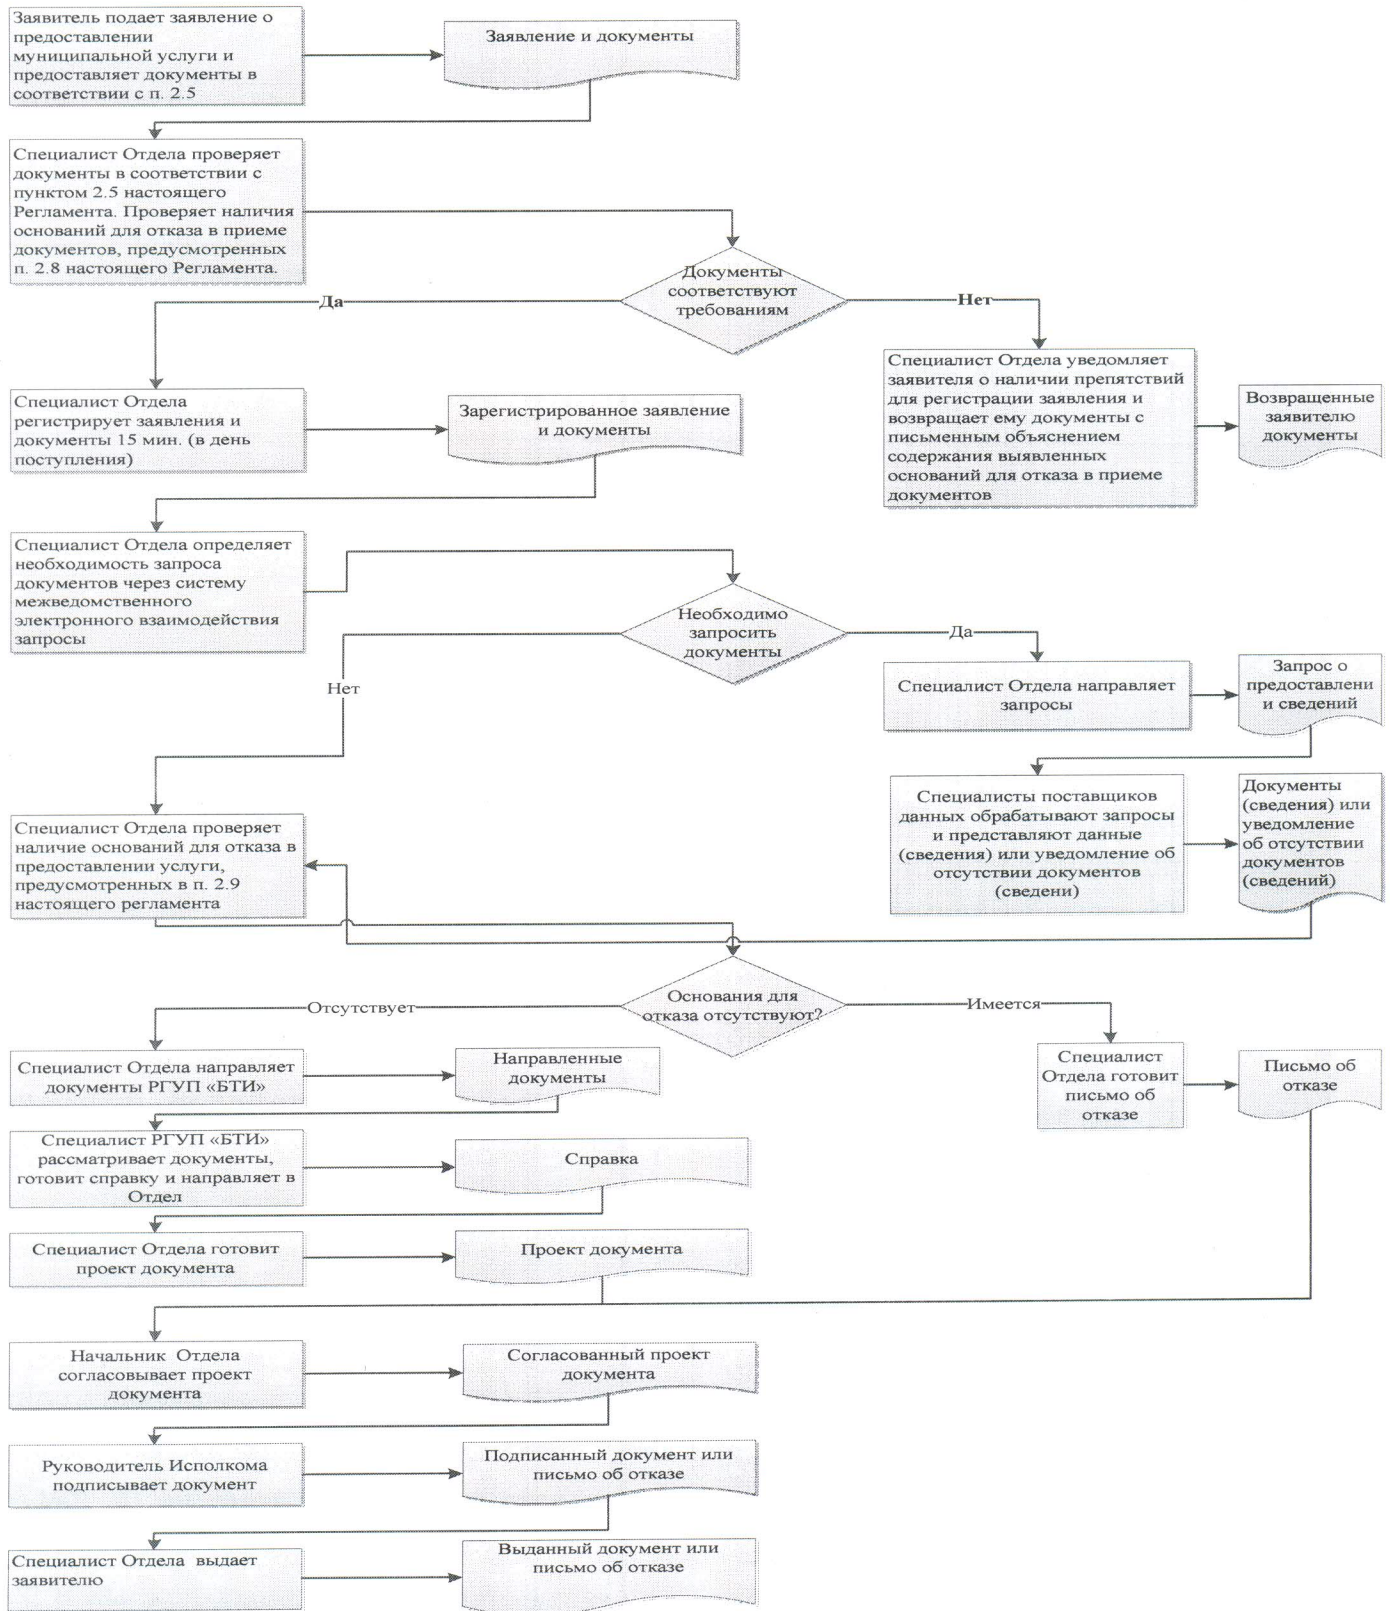 Заявитель подает заявление о
предоставлении
муниципальной услуги и
предоставляет документы в
соответствии с п. 2.5
Заявление и документы
Специалист Отдела проверяет
документы в соответствии с
пунктом 2.5 настоящего
Регламента. Проверяет наличия
оснований для отказа в приеме
документов, предусмотренных
п. 2.8 настоящего Регламента.
Документы
соответствуют
требованиям
Да
Нет
Специалист Отдела
регистрирует заявления и
документы 15 мин. (в день
поступления)
Зарегистрированное заявление
и документы
Специалист Отдела уведомляет
заявителя о наличии препятствий
для регистрации заявления и
возвращает ему документы с
письменным объяснением
содержания выявленных
оснований для отказа в приеме
документов
Возвращенные
заявителю
документы
Специалист Отдела определяет
необходимость запроса
документов через систему
межведомственного
электронного взаимодействия
запросы
Необходимо
запросить
документы
Да
Нет
Специалист Отдела направляет
запросы
Запрос о
предоставлени
и сведений
Специалисты поставщиков
данных обрабатывают запросы
и представляют данные
(сведения) или уведомление об
отсутствии документов
(сведени)
Документы
(сведения) или
уведомление
об отсутствии
документов
(сведений)
Специалист Отдела проверяет
наличие оснований для отказа в
предоставлении услуги,
предусмотренных в п. 2.9
настоящего регламента
Основания для
отказа отсутствуют?
Отсутствует
Имеется
Специалист Отдела направляет
документы РГУП «БТИ»
Направленные
документы
Специалист
Отдела готовит
письмо об
отказе
Письмо об
отказе
Специалист РГУП «БТИ»
рассматривает документы,
готовит справку и направляет в
Отдел
Справка
Специалист Отдела готовит
проект документа
Проект документа
Начальник Отдела
согласовывает проект
документа
Согласованный проект
документа
Руководитель Исполкома
подписывает документ
Подписанный документ или
письмо об отказе
Специалист Отдела выдает
заявителю
Выданный документ или
письмо об отказе